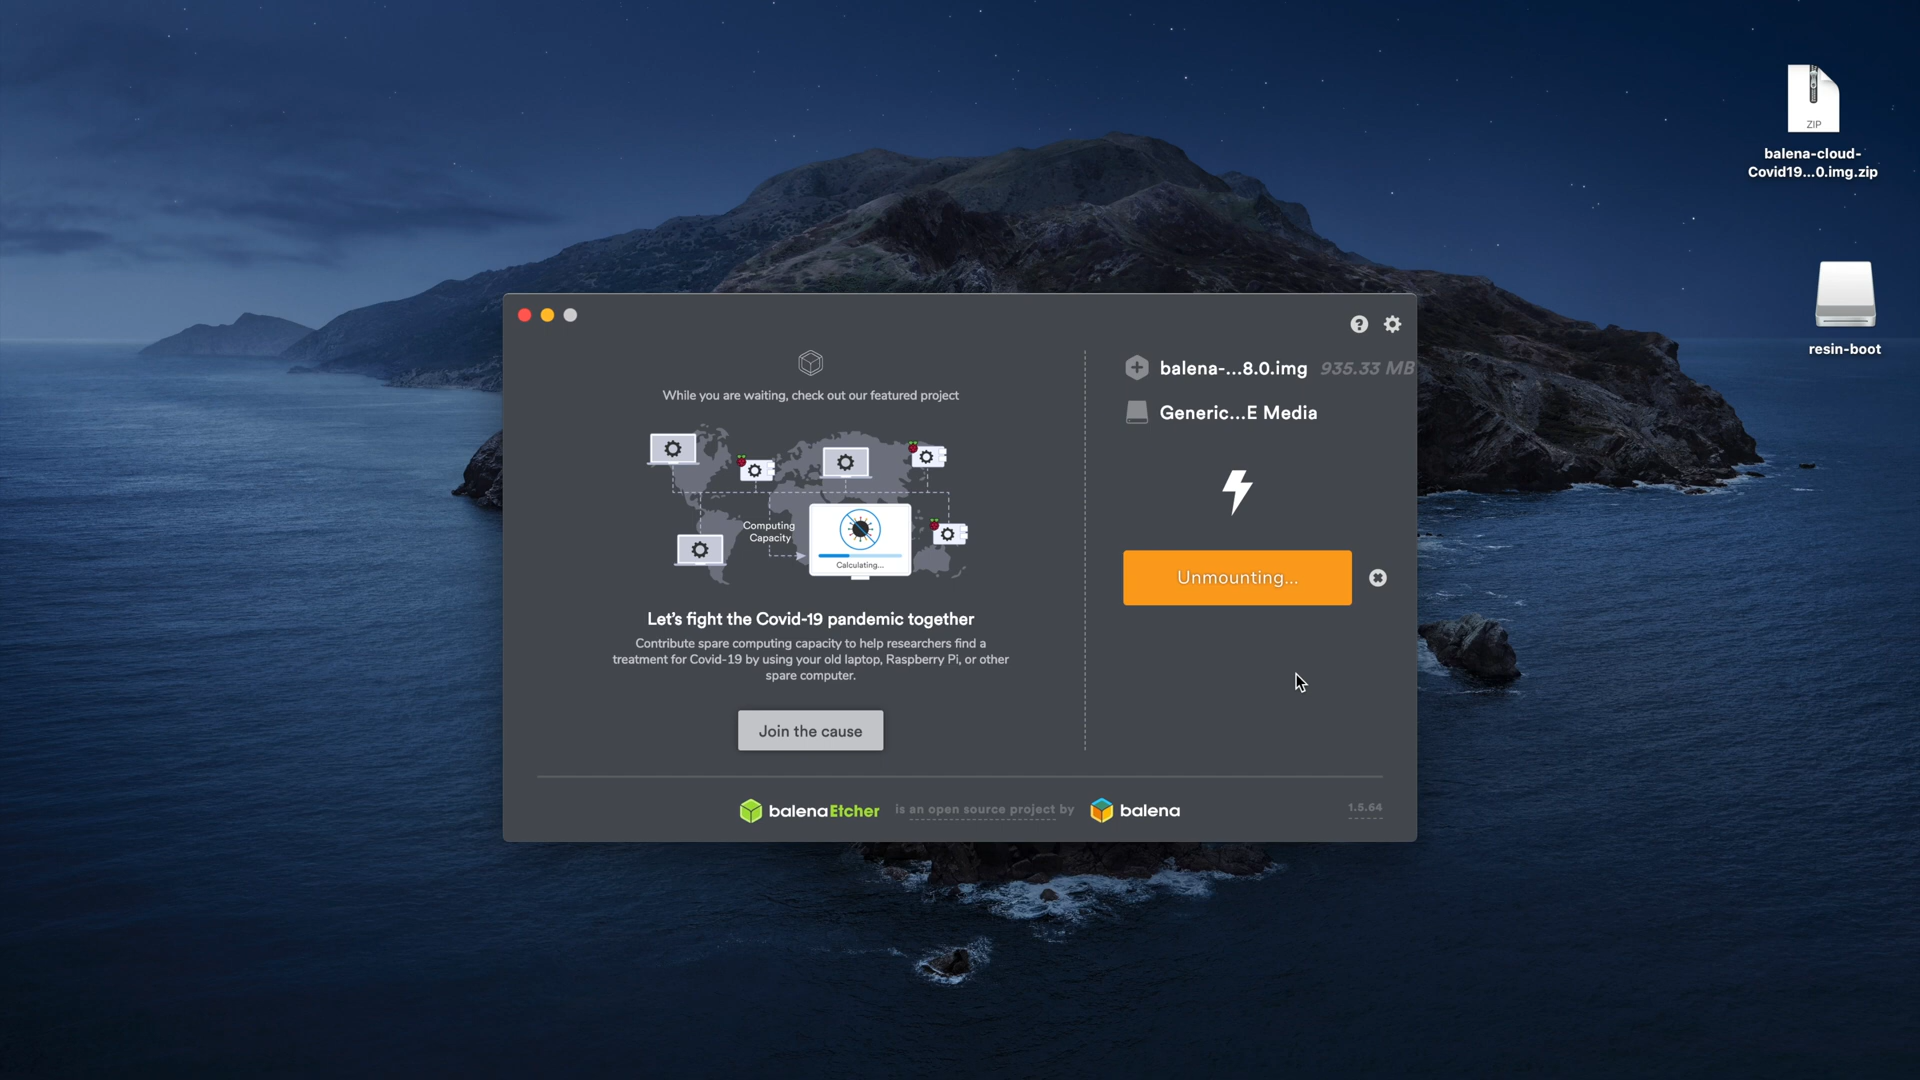 ZIP
balena-cloud-
Covid19...0.img.zip
resin-boot
While you are waiting, check out our featured project
Computing
Capacity
Calculating...
Let's fight the Covid-19 pandemic together
Contribute spare computing capacity to help researchers find a
treatment for Covid-19 by using your old laptop, Raspberry Pi, or other
spare computer.
Join the cause
balena-...8.0.img 935.33 MB
Generic...E Media
Unmounting...
balenaEtcher is an open source project by balena
1.5.64